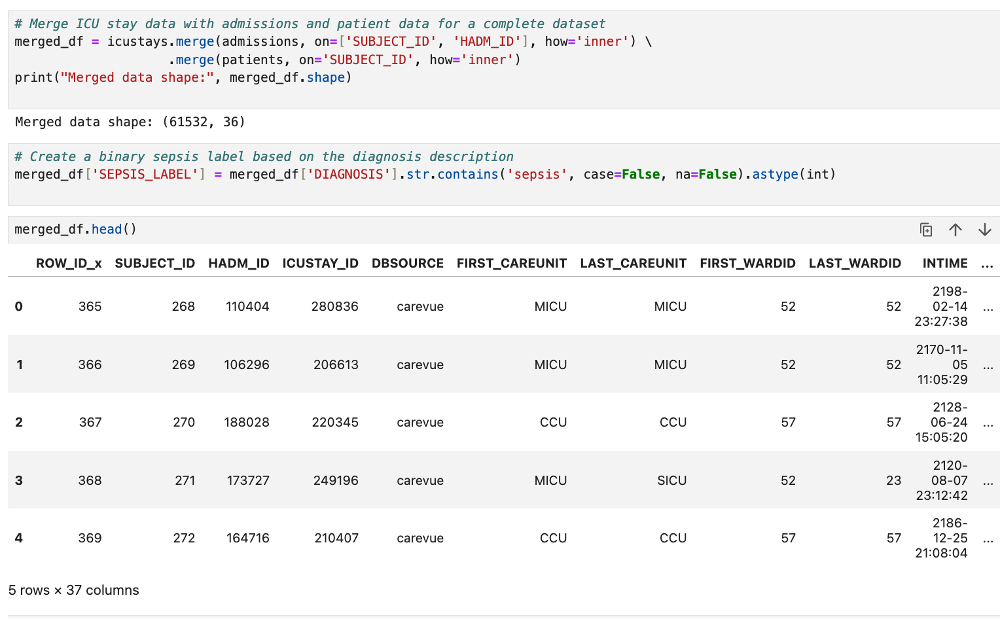 # Merge ICU stay data with admissions and patient data for a complete dataset
merged_df = icustays.merge(admissions, on=['SUBJECT_ID', 'HADM_ID'], how='inner') \
.merge(patients, on='SUBJECT_ID', how='inner')
print("Merged data shape:", merged_df.shape)
Merged data shape: (61532, 36)
# Create a binary sepsis label based on the diagnosis description
merged_df['SEPSIS_LABEL'] = merged_df['DIAGNOSIS'].str.contains('sepsis', case=False, na=False).astype(int)
merged_df.head()
ROW_ID_x SUBJECT_ID HADM_ID ICUSTAY_ID DBSOURCE FIRST_CAREUNIT LAST_CAREUNIT FIRST_WARDID LAST_WARDID INTIME ...
0 365 268 110404 280836 carevue MICU MICU 52 52 2198-02-14 23:27:38 ...
1 366 269 106296 206613 carevue MICU MICU 52 52 2170-11-05 11:05:29 ...
2 367 270 188028 220345 carevue CCU CCU 57 57 2128-06-24 15:05:20 ...
3 368 271 173727 249196 carevue MICU SICU 52 23 2120-08-07 23:12:42 ...
4 369 272 164716 210407 carevue CCU CCU 57 57 2186-12-25 21:08:04 ...
5 rows × 37 columns